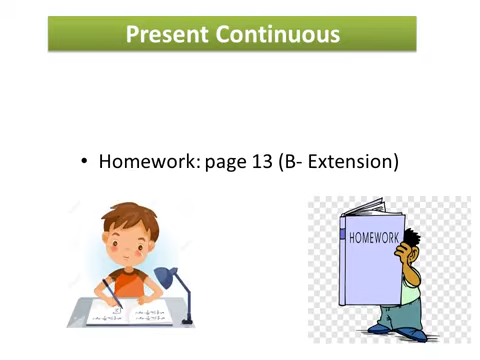 Present Continuous
• Homework: page 13 (B- Extension)
HOMEWORK